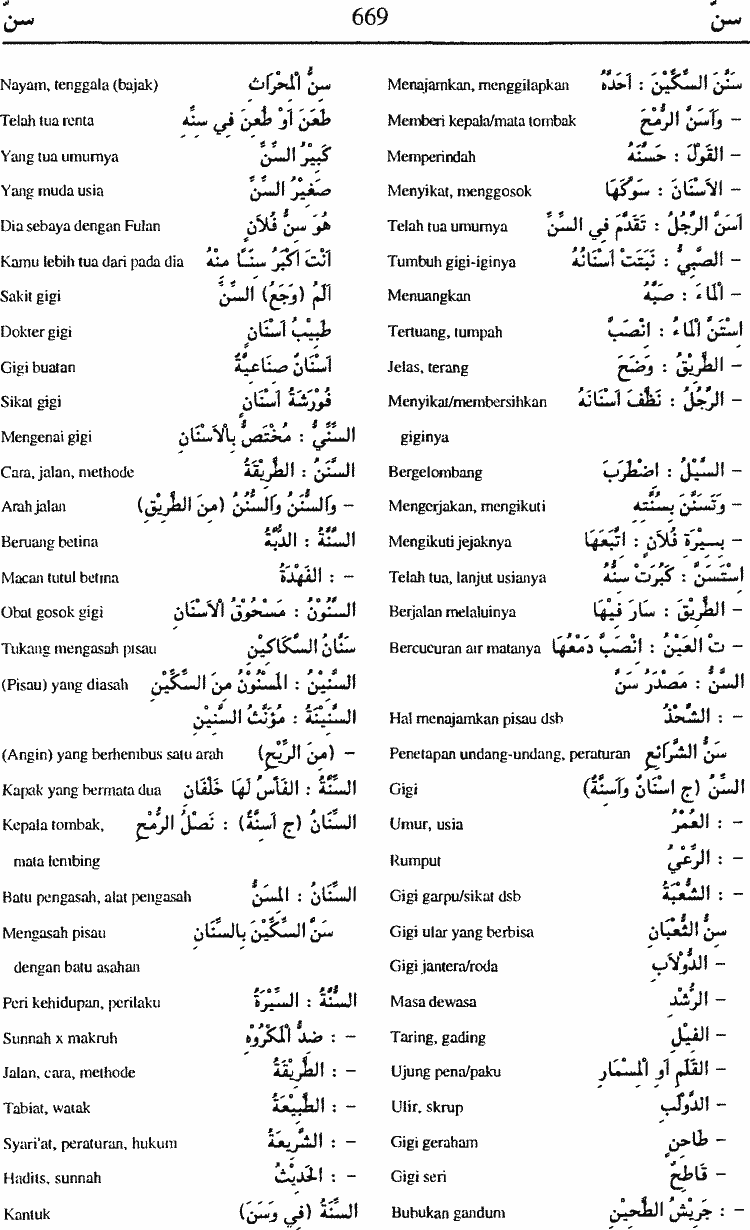 سنّ 669 سنّ
سَنَّنَ السِّكِّيْنَ : اَحَدَّهُ Menajamkan, menggilapkan
– وَاَسَنَّ الرُّمْحَ Memberi kepala/mata tombak
– القَوْلَ : حَسَّنَهُ Memperindah
– الاَسْنَانَ : سَوَّكَهَا Menyikat, menggosok
اَسَنَّ الرَّجُلُ : تَقَدَّمَ فِي السِّنِّ Telah tua umurnya
– الصَّبِيُّ : نَبَتَتْ اَسْنَانُهُ Tumbuh gigi-iginya
– الْمَاءَ : صَبَّهُ Menuangkan
اِسْتَنَّ الْمَاءُ : اِنْصَبَّ Tertuang, tumpah
– الطَّرِيْقُ : وَضَحَ Jelas, terang
– الرَّجُلُ : نَظَّفَ اَسْنَانَهُ Menyikat/membersihkan
giginya
– السَّيْلُ : اِضْطَرَبَ Bergelombang
– وَتَسَنَّنَ بِسُنَّتِهِ Mengerjakan, mengikuti
– بِسِيْرَةِ فُلاَنٍ : اِتَّبَعَهَا Mengikuti jejaknya
اِسْتَسَنَّ : كَبُرَتْ سِنُّهُ Telah tua, lanjut usianya
– الطَّرِيْقَ : سَارَ فِيْهَا Berjalan melaluinya
– تْ العَيْنُ : اِنْصَبَّ دَمْعُهَا Bercucuran air matanya
السَّنُّ : مَصْدَرُ سَنَّ
– : الشَّحْذُ Hal menajamkan pisau dsb
سَنُّ الشَّرَائِعِ Penetapan undang-undang, peraturan
السِّنُّ (ج اَسْنَانٌ وَاَسِنَّةٌ) Gigi
– : العُمْرُ Umur, usia
– : الرَّعْيُ Rumput
– : الشُّعْبَةُ Gigi garpu/sikat dsb
سِنُّ الثُّعْبَانِ Gigi ular yang berbisa
– الدُّوْلاَبِ Gigi jantera/roda
– الرُّشْدِ Masa dewasa
– الفِيْلِ Taring, gading
– القَلَمِ اَوِ الْمِسْمَارِ Ujung pena/paku
– الدَّوْلَبِ Ulir, skrup
– طَاحِنٍ Gigi geraham
– قَاطِعٌ Gigi seri
– : جَرِيْشُ الطَّحِيْنِ Bubukan gandum
سِنُّ الْمِحْرَاثِ Nayam, tenggala (bajak)
طَعَنَ اَوْ طُعِنَ فِي سِنِّهِ Telah tua renta
كَبِيْرُ السِّنِّ Yang tua umurnya
صَغِيْرُ السِّنِّ Yang muda usia
هُوَ سِنُّ فُلاَنٍ Dia sebaya dengan Fulan
اَنْتَ اَكْبَرُ سِنًّا مِنْهُ Kamu lebih tua dari pada dia
اَلَمُ (وَجَعُ) السِّنِّ Sakit gigi
طَبِيْبُ اَسْنَانٍ Dokter gigi
اَسْنَانٌ صِنَاعِيَّةٌ Gigi buatan
فُوْرْشَةُ اَسْنَانٍ Sikat gigi
السِّنِّيُّ : مُخْتَصٌّ بِالاَسْنَانِ Mengenai gigi
السَّنَنُ : الطَّرِيْقَةُ Cara, jalan, methode
– وَالسُّنَنُ وَالسُّنُنُ (مِنَ الطَّرِيْقِ) Arah jalan
السِّنَّةُ : الدُّبَّةُ Beruang betina
– : الفَهْدَةُ Macan tutul betina
السَّنُوْنُ : مَسْحُوْقُ الاَسْنَانِ Obat gosok gigi
سَنَّانُ السَّكَاكِيْنِ Tukang mengasah pisau
السَّنِيْنُ : الْمَسْنُوْنُ مِنَ السِّكِّيْنِ (Pisau) yang diasah
السَّنِيْنَةُ : مُؤَنَّثُ السَّنِيْنِ
– (مِنَ الرِّيْحِ) (Angin) yang berhembus satu arah
السِّنَّةُ : الفَأْسُ لَهَا خَلْفَانِ Kapak yang bermata dua
السِّنَانُ (ج اَسِنَّةٌ) : نَصْلُ الرُّمْحِ Kepala tombak,
mata lembing
السِّنَانُ : الْمِسَنُّ Batu pengasah, alat pengasah
سَنَّ السِّكِّيْنَ بِالسِّنَانِ Mengasah pisau
dengan batu asahan
السُّنَّةُ : السِّيْرَةُ Peri kehidupan, perilaku
– : ضِدُّ الْمَكْرُوْهِ Sunnah x makruh
– : الطَّرِيْقَةُ Jalan, cara, methode
– : الطَّبِيْعَةُ Tabiat, watak
– : الشَّرِيْعَةُ Syari'at, peraturan, hukum
– : الْحَدِيْثُ Hadits, sunnah
السِّنَةُ (فِي وَسَنَ) Kantuk